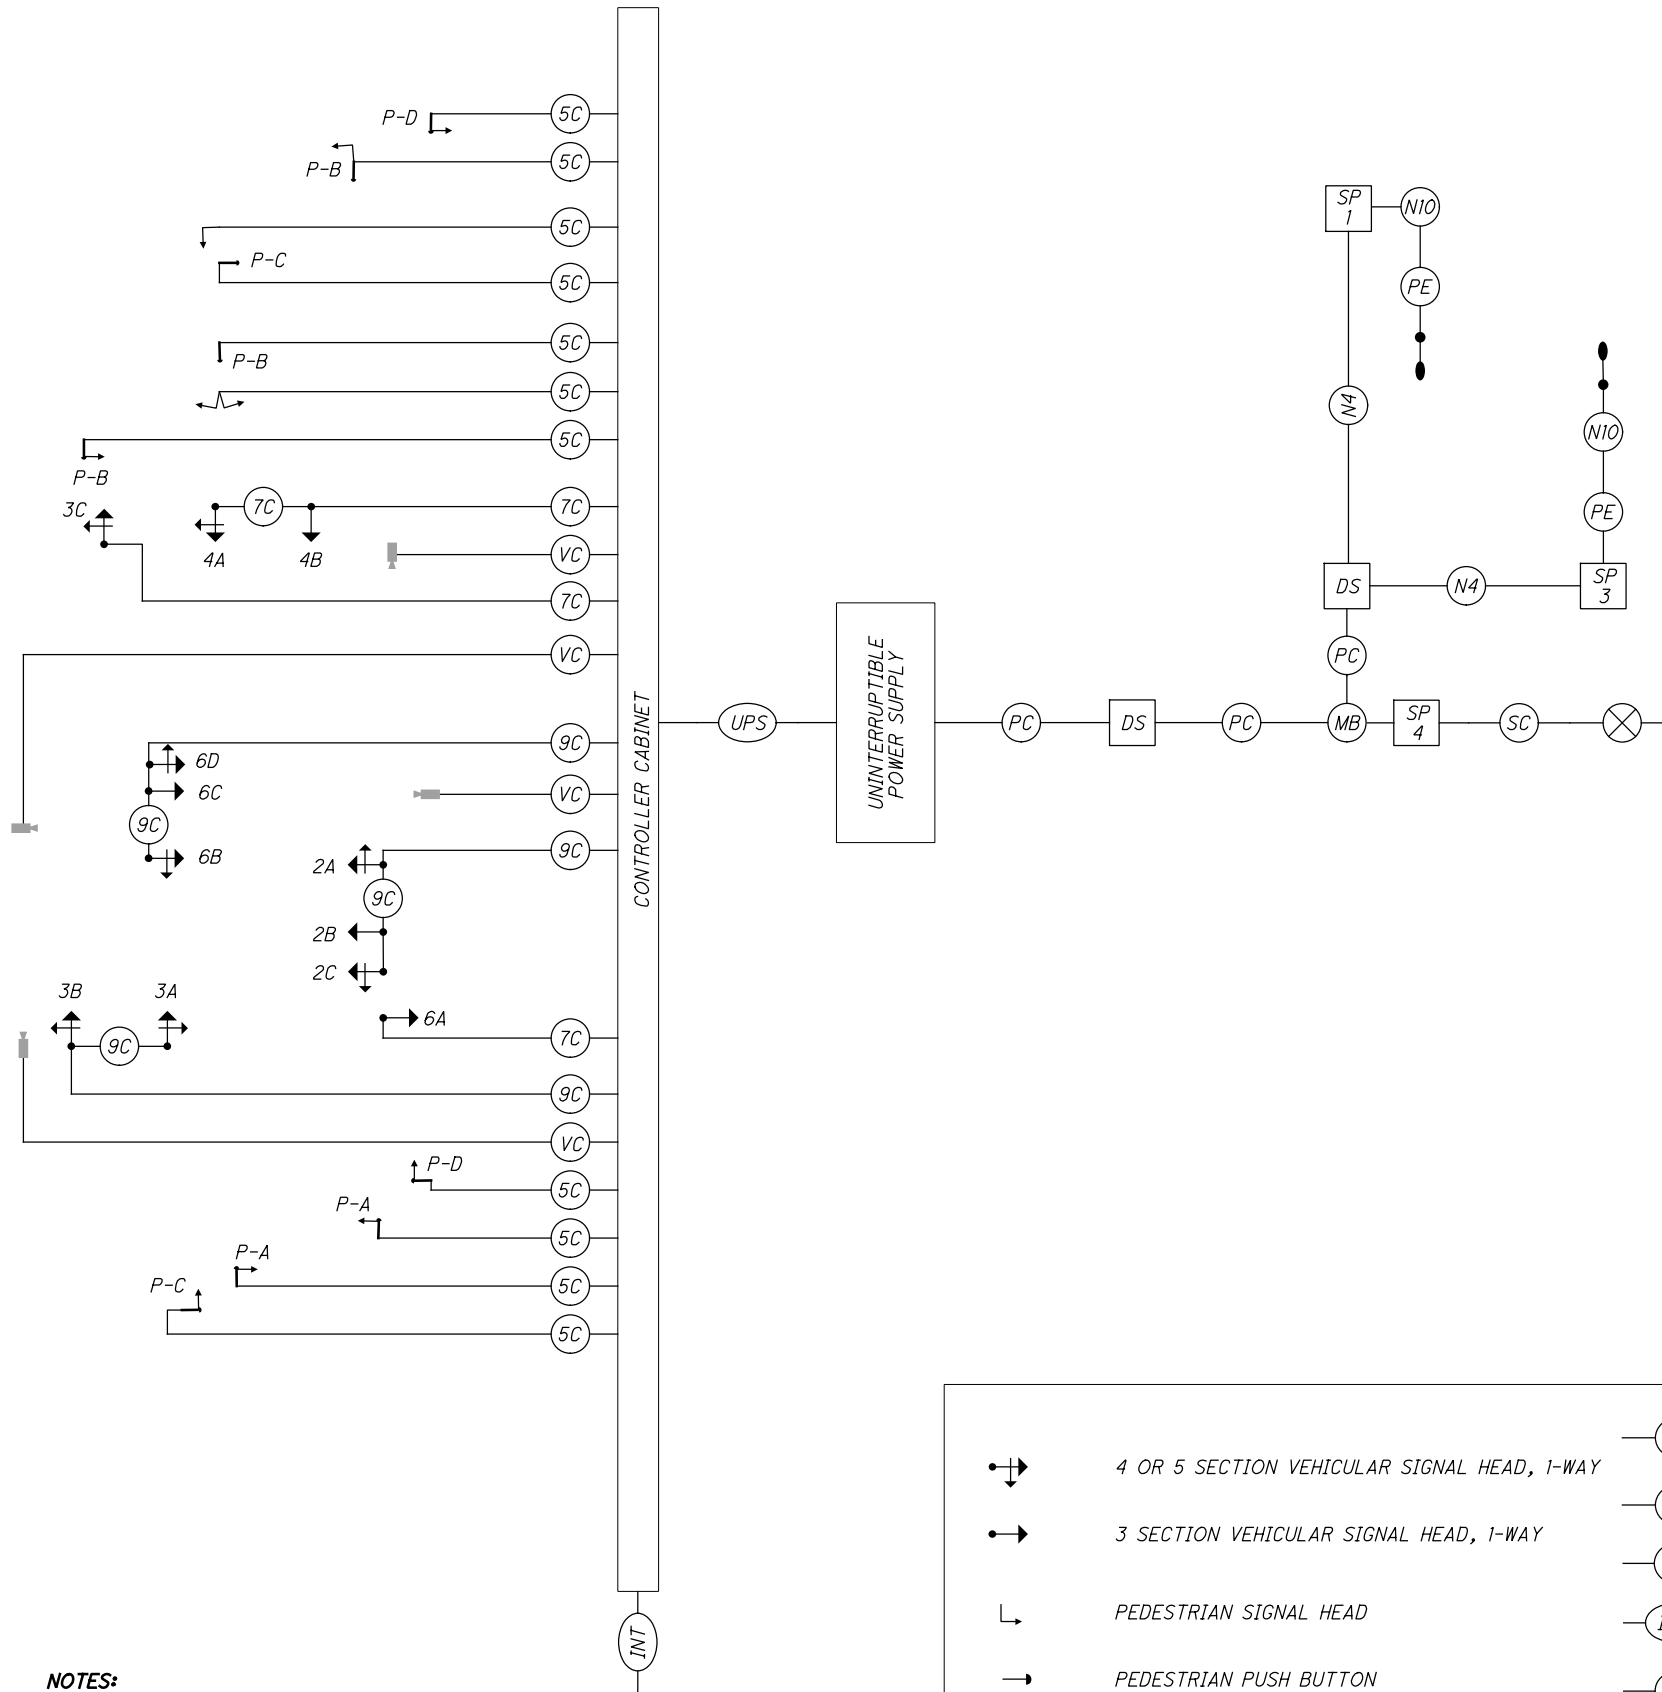 P-D
5C
P-B
5C
5C
P-C
5C
5C
P-B
5C
5C
P-B
3C
7C
7C
4A
4B
VC
7C
VC
9C
6D
6C
9C
6B
VC
9C
2A
9C
2B
2C
6A
7C
3B
3A
9C
9C
VC
P-D
5C
P-A
5C
P-A
5C
P-C
5C
CONTROLLER CABINET
INT
UPS
UNINTERRUPTIBLE
POWER SUPPLY
PC
DS
PC
MB
SP
4
SC
PC
DS
N4
SP
3
PE
N10
N4
SP
1
N10
PE
4 OR 5 SECTION VEHICULAR SIGNAL HEAD, 1-WAY
3 SECTION VEHICULAR SIGNAL HEAD, 1-WAY
PEDESTRIAN SIGNAL HEAD
PEDESTRIAN PUSH BUTTON
NOTES: